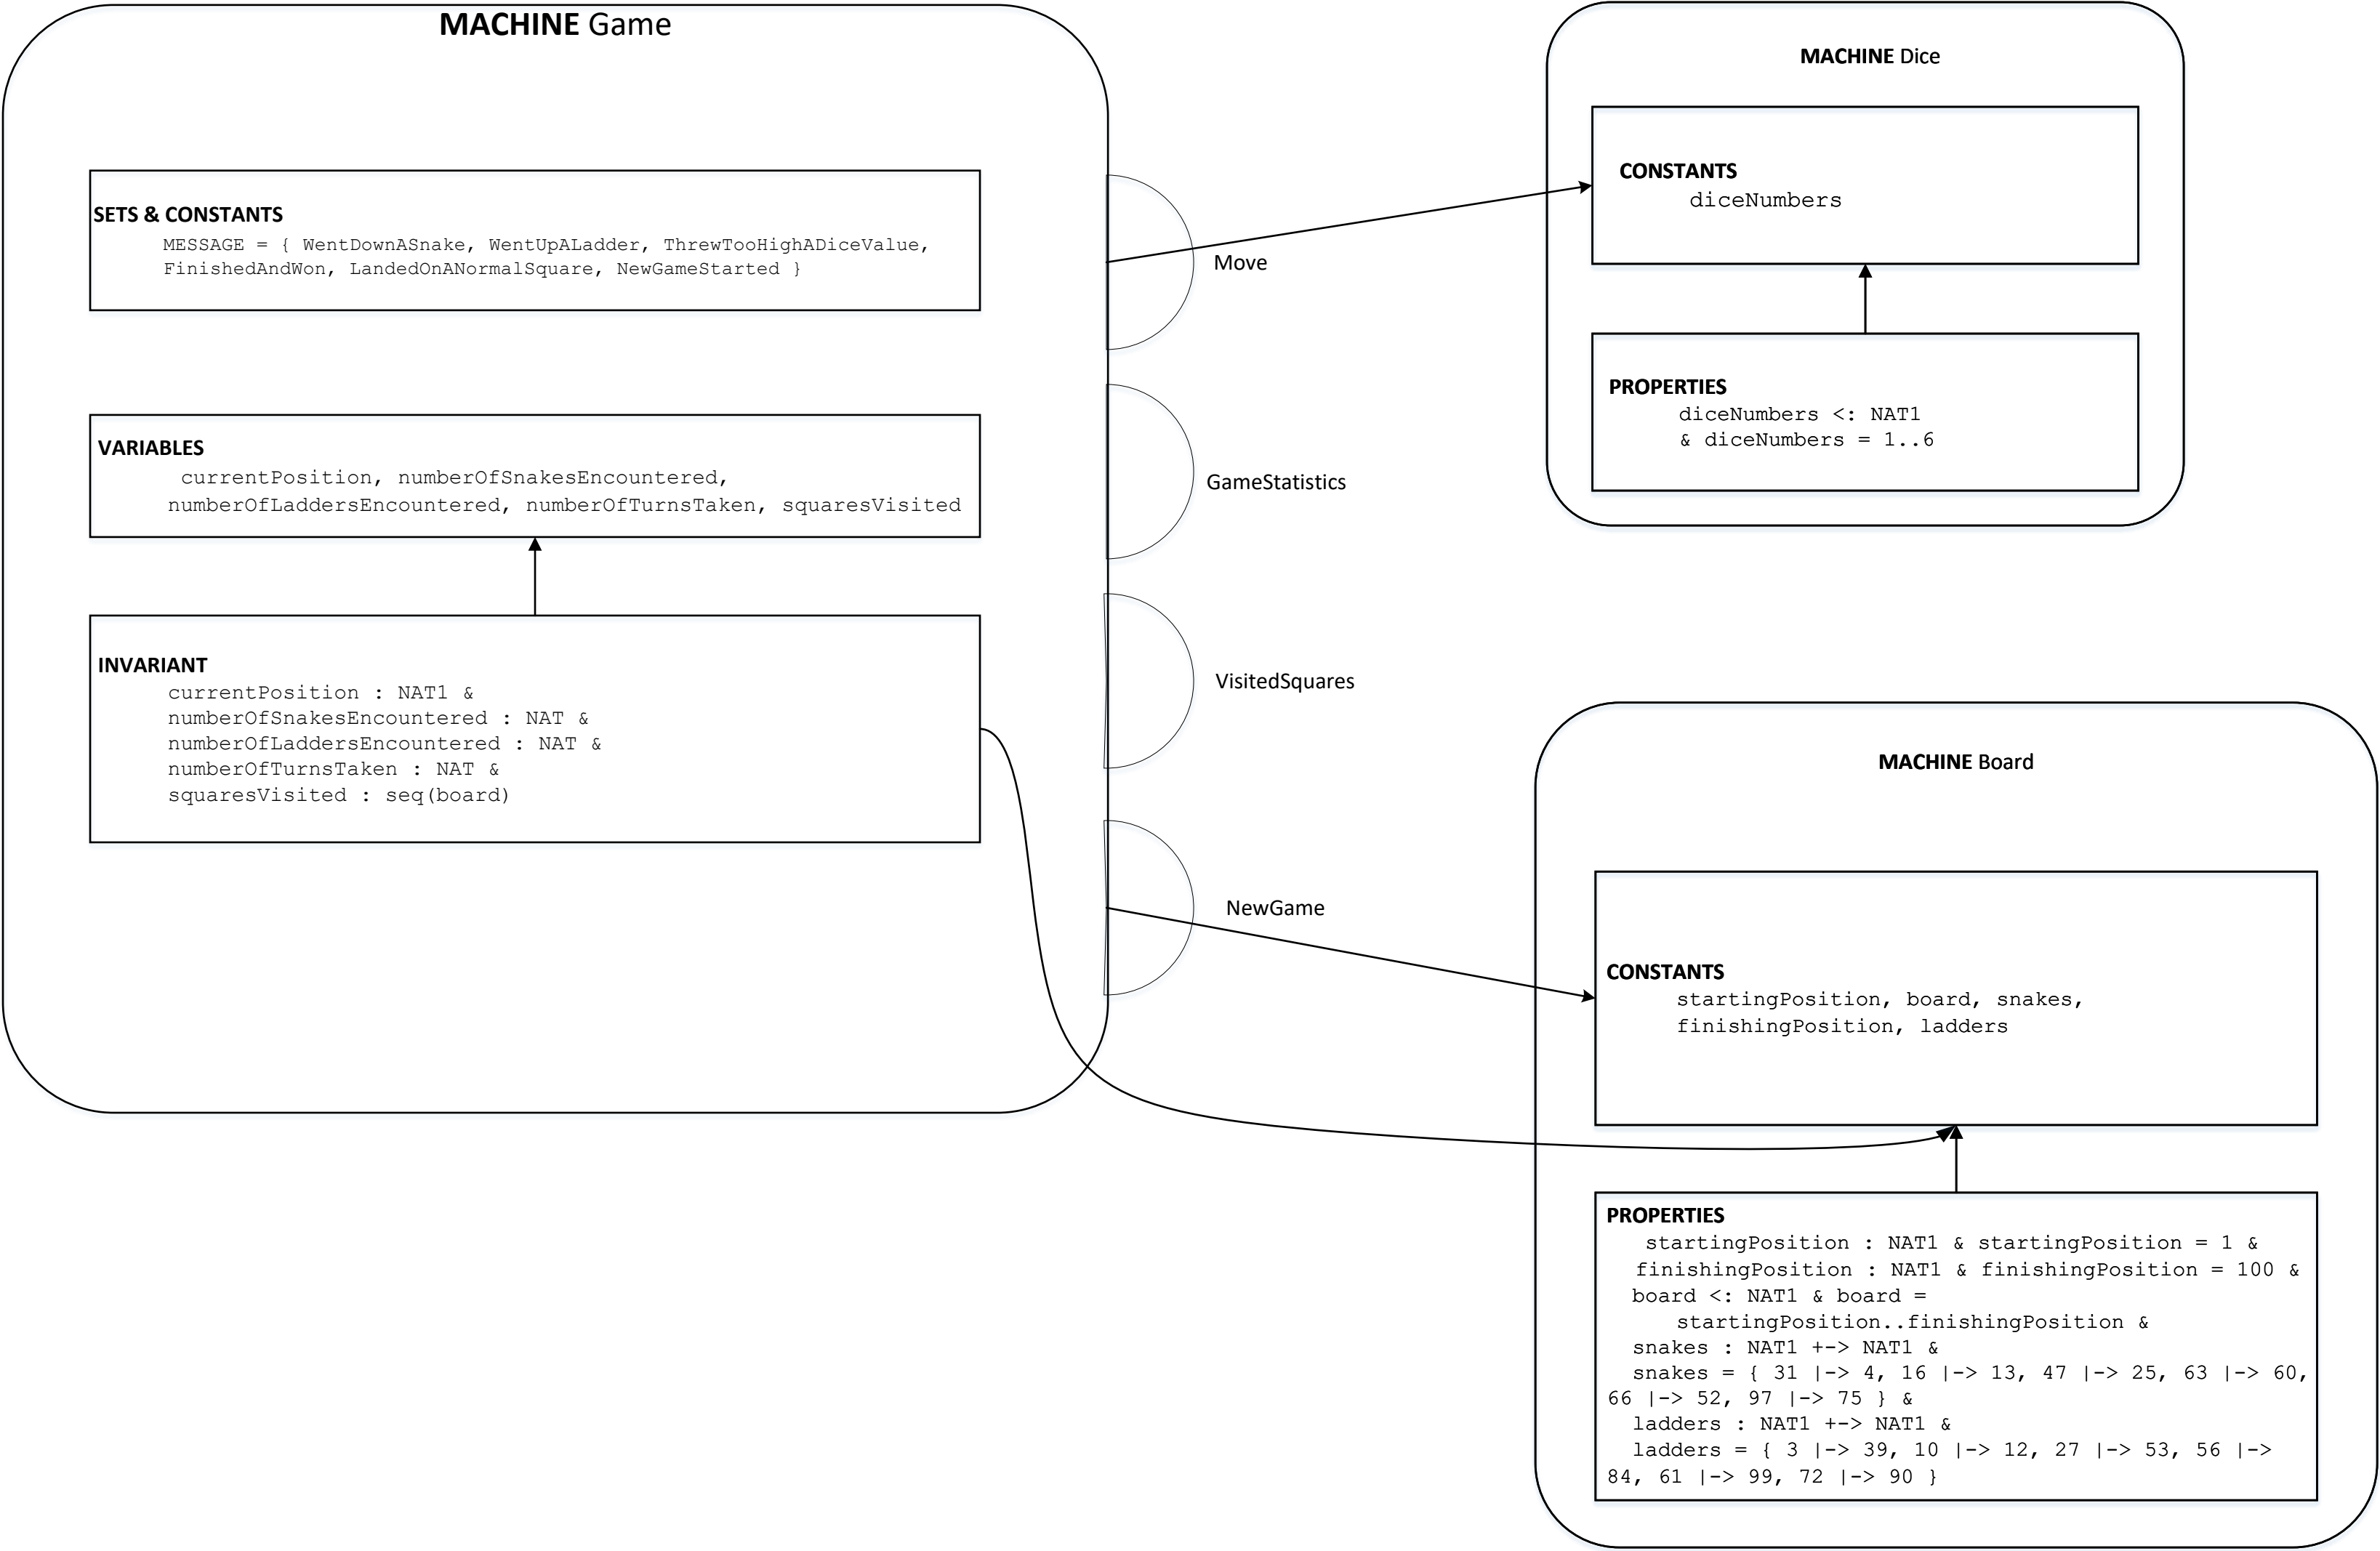 MACHINE Game
SETS & CONSTANTS
MESSAGE = { WentDownASnake, WentUpALadder, ThrewTooHighADiceValue,
FinishedAndWon, LandedOnANormalSquare, NewGameStarted }
VARIABLES
currentPosition, numberOfSnakesEncountered,
numberOfLaddersEncountered, numberOfTurnsTaken, squaresVisited
INVARIANT
currentPosition : NAT1 &
numberOfSnakesEncountered : NAT &
numberOfLaddersEncountered : NAT &
numberOfTurnsTaken : NAT &
squaresVisited : seq(board)
Move
GameStatistics
VisitedSquares
NewGame
MACHINE Dice
CONSTANTS
diceNumbers
PROPERTIES
diceNumbers <: NAT1
& diceNumbers = 1..6
MACHINE Board
CONSTANTS
startingPosition, board, snakes,
finishingPosition, ladders
PROPERTIES
startingPosition : NAT1 & startingPosition = 1 &
finishingPosition : NAT1 & finishingPosition = 100 &
board <: NAT1 & board =
startingPosition..finishingPosition &
snakes : NAT1 +-> NAT1 &
snakes = { 31 |-> 4, 16 |-> 13, 47 |-> 25, 63 |-> 60,
66 |-> 52, 97 |-> 75 } &
ladders : NAT1 +-> NAT1 &
ladders = { 3 |-> 39, 10 |-> 12, 27 |-> 53, 56 |->
84, 61 |-> 99, 72 |-> 90 }